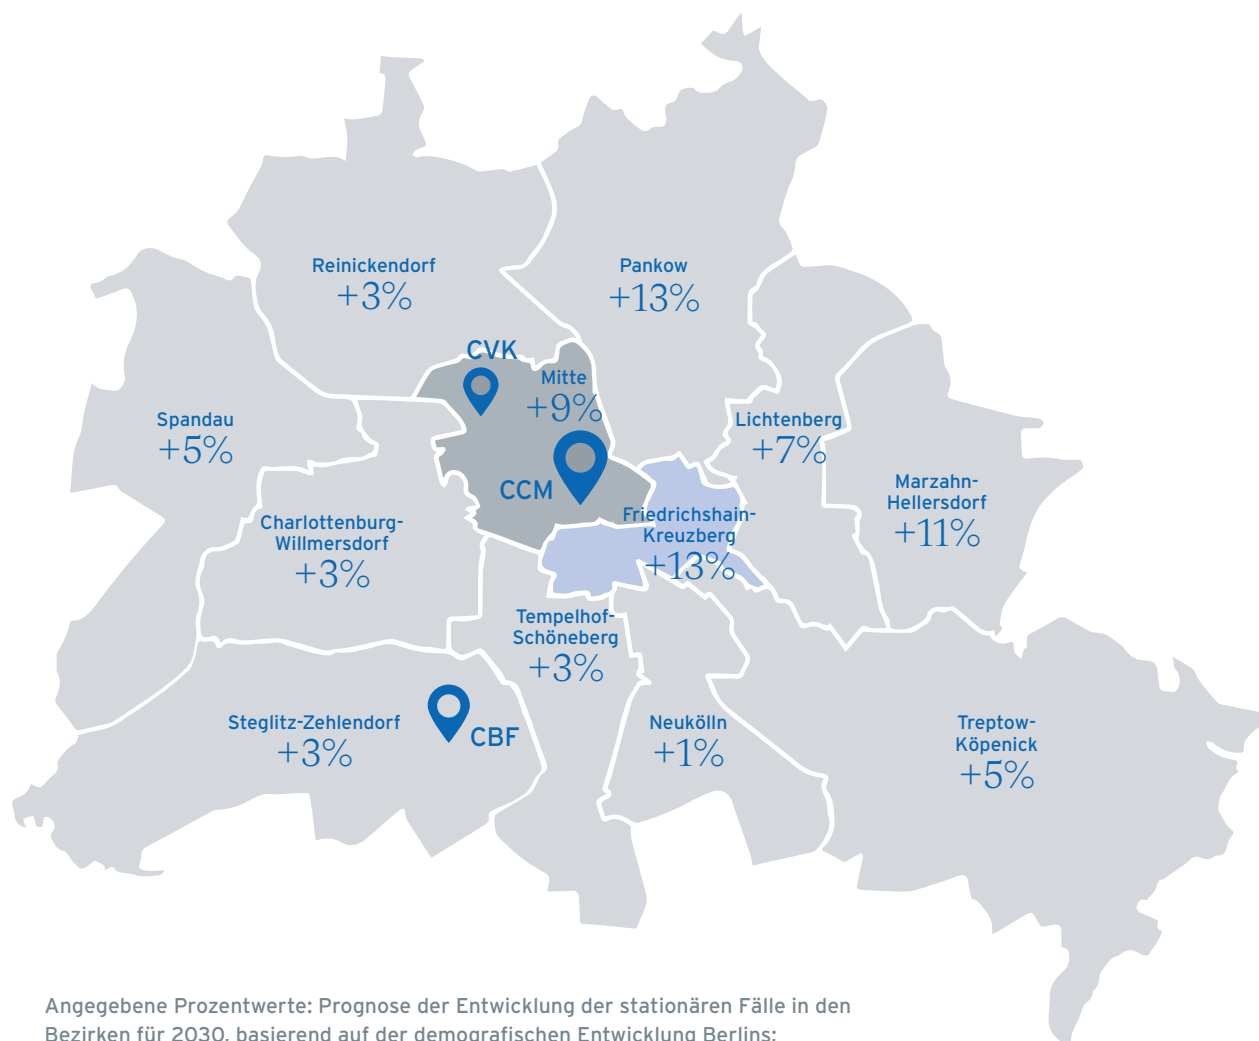 Reinickendorf
+3%
Pankow
+13%
CVK
Mitte
+9%
Spandau
+5%
Lichtenberg
+7%
CCM
Marzahn-
Hellersdorf
+11%
Charlottenburg-
Willmersdorf
+3%
Friedrichshain-
Kreuzberg
+13%
Tempelhof-
Schöneberg
+3%
Steglitz-Zehlendorf
+3%
CBF
Neukölln
+1%
Treptow-
Köpenick
+5%
Angegebene Prozentwerte: Prognose der Entwicklung der stationären Fälle in den
Bezirken für 2030, basierend auf der demografischen Entwicklung Berlins;